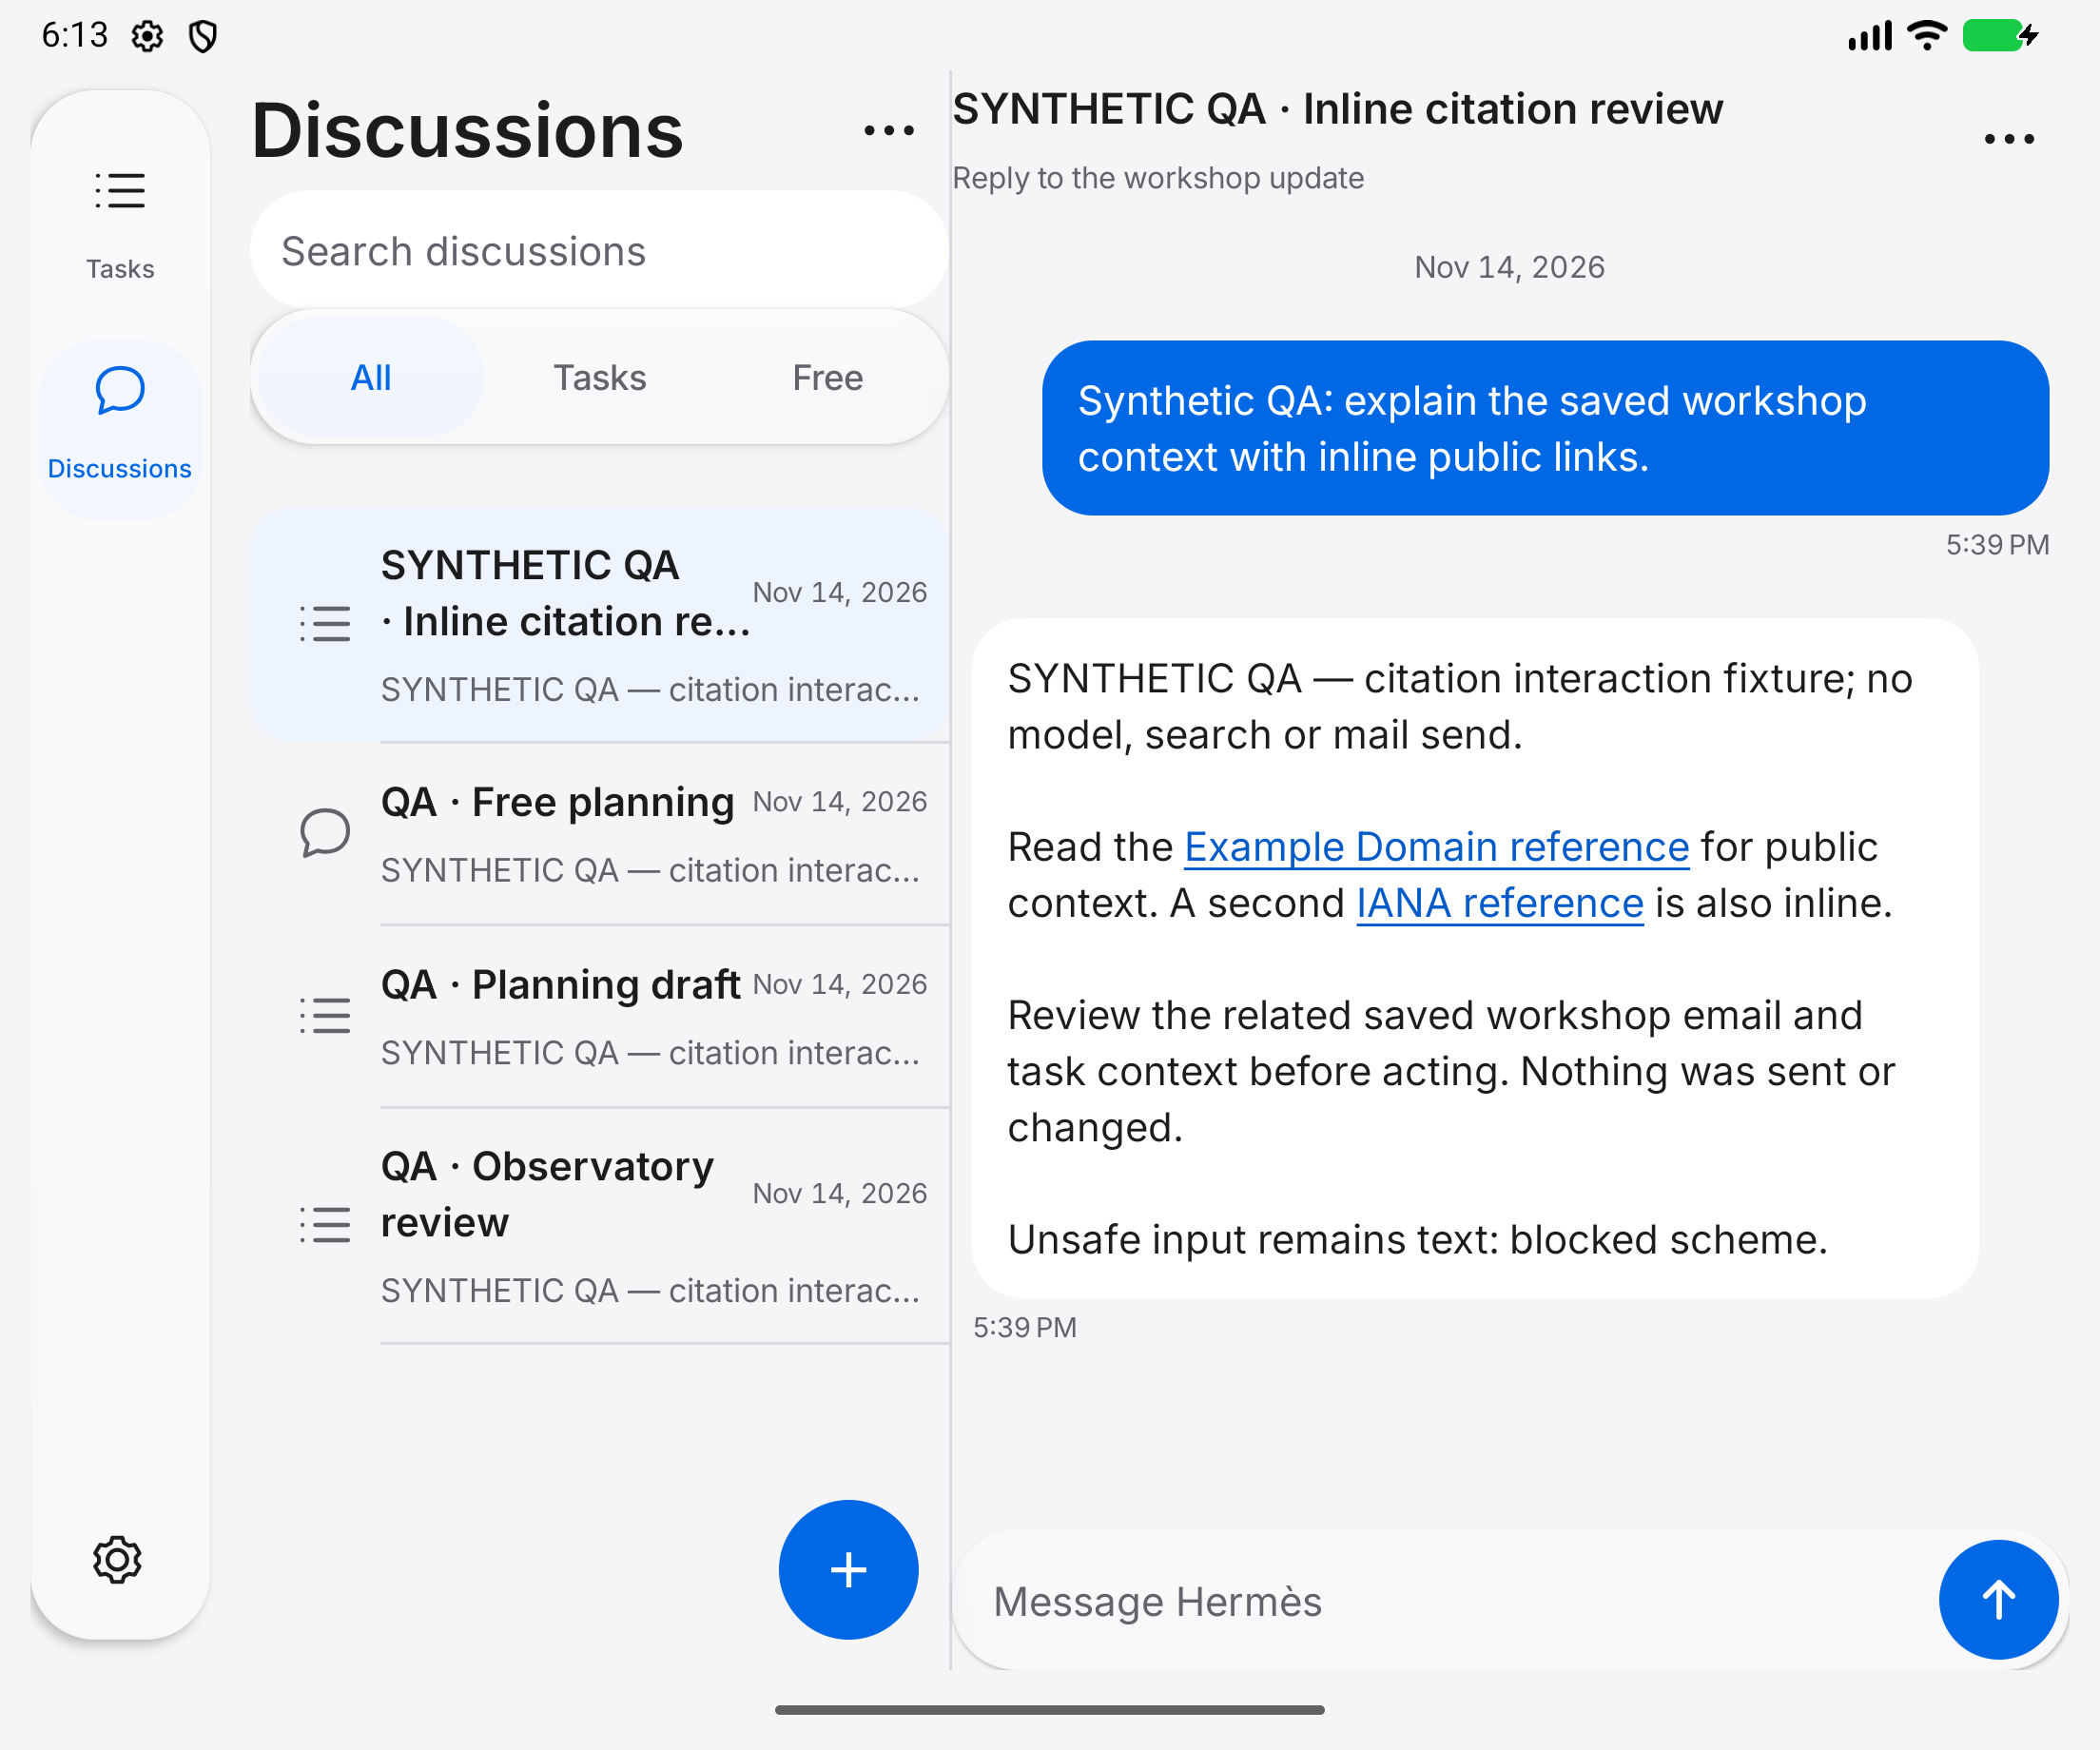 6:13
Tasks
Discussions
Discussions
Search discussions
All
Tasks
Free
SYNTHETIC QA
· Inline citation re...
Nov 14, 2026
SYNTHETIC QA — citation interac...
QA · Free planning
Nov 14, 2026
SYNTHETIC QA — citation interac...
QA · Planning draft
Nov 14, 2026
SYNTHETIC QA — citation interac...
QA · Observatory
review
Nov 14, 2026
SYNTHETIC QA — citation interac...
SYNTHETIC QA · Inline citation review
Reply to the workshop update
Nov 14, 2026
Synthetic QA: explain the saved workshop
context with inline public links.
5:39 PM
SYNTHETIC QA — citation interaction fixture; no
model, search or mail send.
Read the Example Domain reference for public
context. A second IANA reference is also inline.
Review the related saved workshop email and
task context before acting. Nothing was sent or
changed.
Unsafe input remains text: blocked scheme.
5:39 PM
Message Hermès